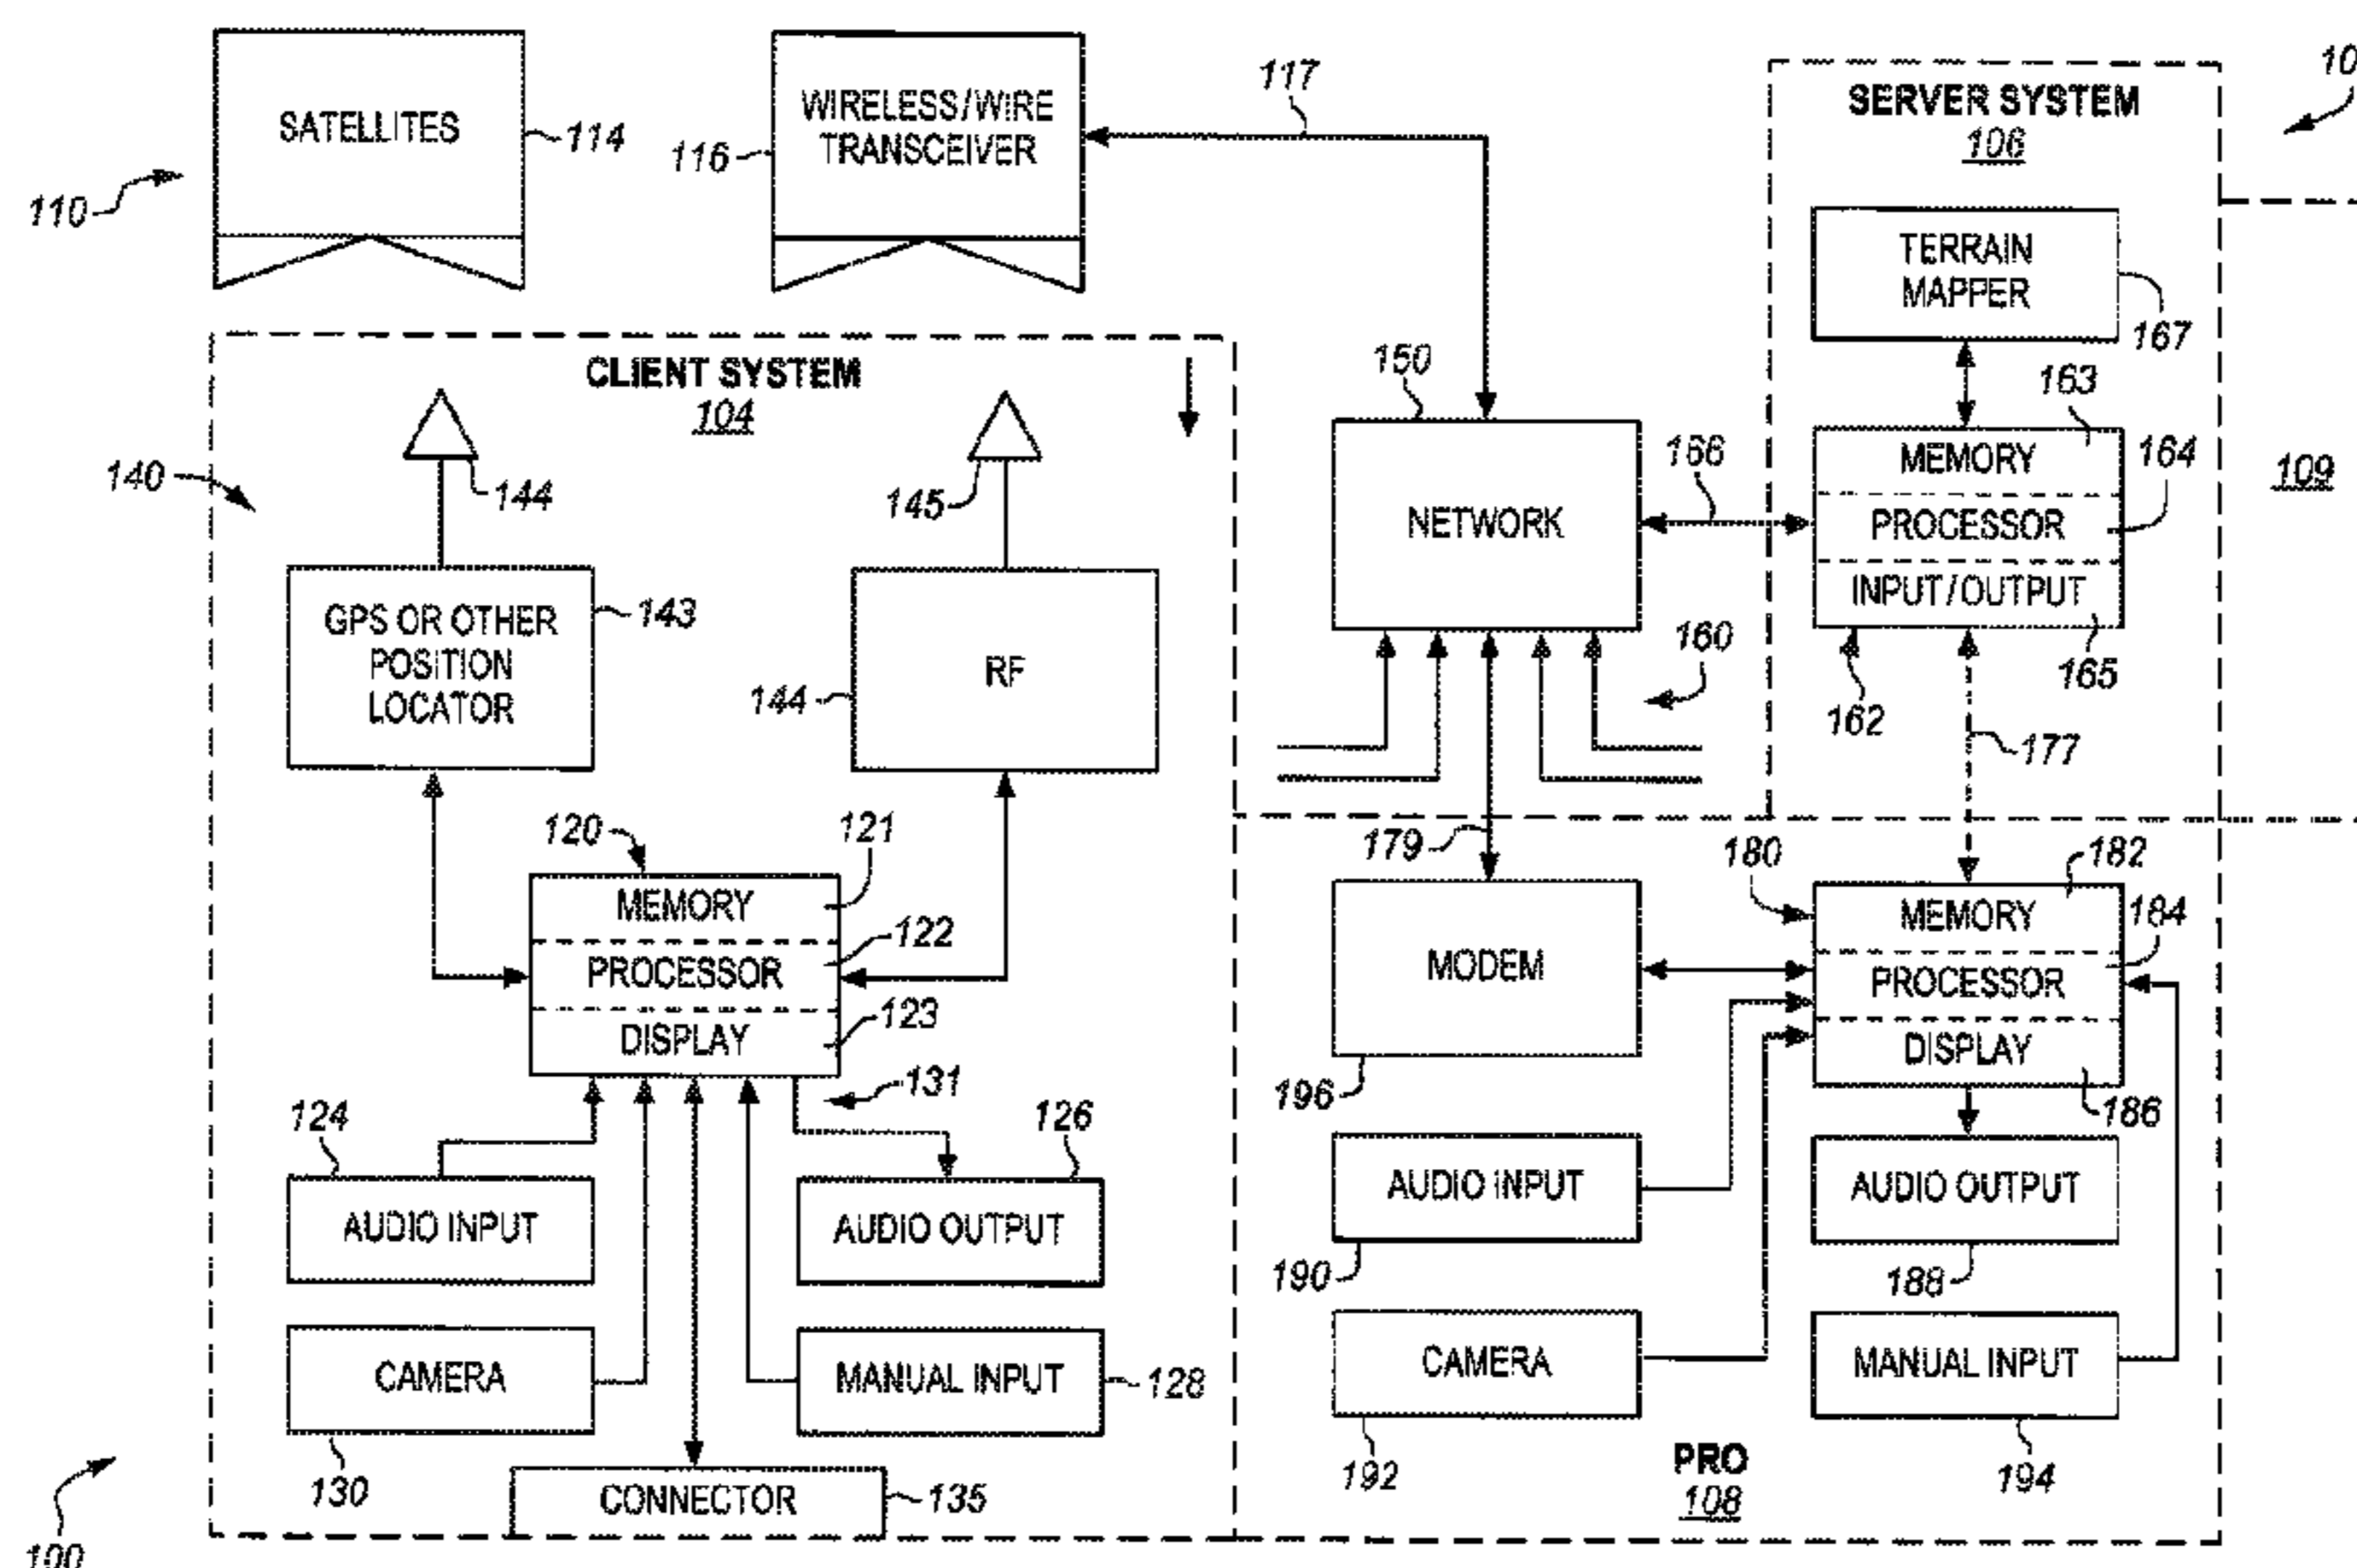 SATELLITES
114
110
WIRELESS/WIRE
TRANSCEIVER
116
117
SERVER SYSTEM
106
10
TERRAIN
MAPPER
167
CLIENT SYSTEM
104
140
144
145
GPS OR OTHER
POSITION
LOCATOR
143
RF
144
150
NETWORK
166
160
163
MEMORY
164
PROCESSOR
INPUT/OUTPUT
165
162
109
177
120
121
MEMORY
122
PROCESSOR
123
DISPLAY
131
124
AUDIO INPUT
126
AUDIO OUTPUT
CAMERA
130
MANUAL INPUT
128
CONNECTOR
135
100
179
MODEM
196
180
182
MEMORY
184
PROCESSOR
DISPLAY
186
AUDIO INPUT
190
AUDIO OUTPUT
188
CAMERA
192
MANUAL INPUT
194
PRO
108